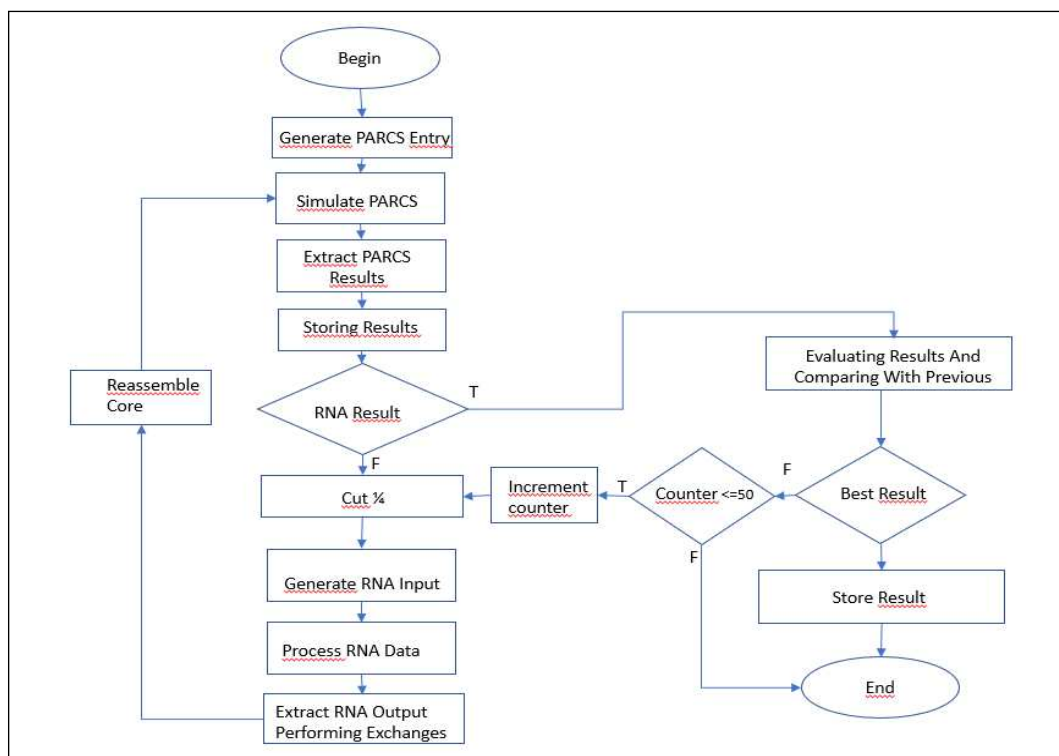 Begin
Generate PARCS Entry
Simulate PARCS
Extract PARCS
Results
Storing Results
Evaluating Results And
Comparing With Previous
Reassemble
Core
RNA Result
T
F
Cut ¼
Increment
counter
T
Counter <=50
F
Best Result
F
Generate RNA Input
Store Result
Process RNA Data
End
Extract RNA Output
Performing Exchanges